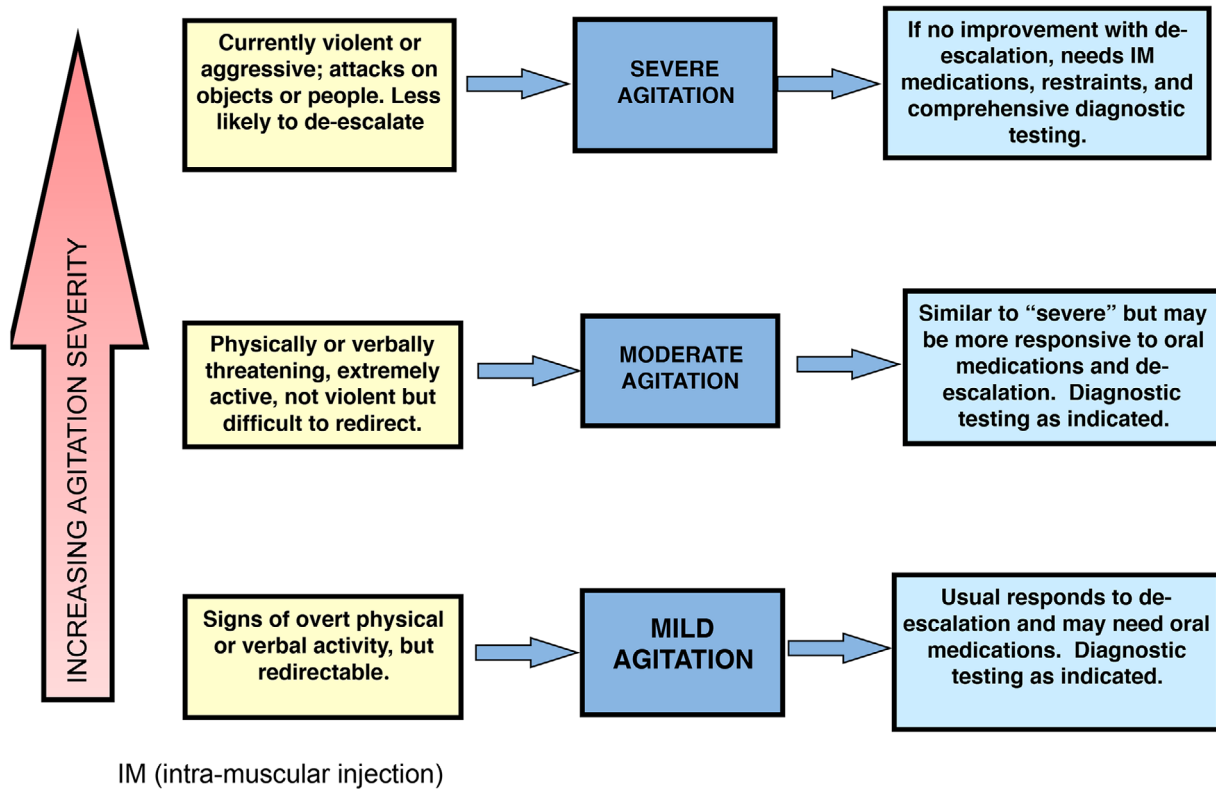 Currently violent or
aggressive; attacks on
objects or people. Less
likely to de-escalate
SEVERE
AGITATION
If no improvement with de-
escalation, needs IM
medications, restraints, and
comprehensive diagnostic
testing.
INCREASING AGITATION SEVERITY
Physically or verbally
threatening, extremely
active, not violent but
difficult to redirect.
MODERATE
AGITATION
Similar to “severe” but may
be more responsive to oral
medications and de-
escalation.  Diagnostic
testing as indicated.
Signs of overt physical
or verbal activity, but
redirectable.
MILD
AGITATION
Usual responds to de-
escalation and may need oral
medications.  Diagnostic
testing as indicated.
IM (intra-muscular injection)